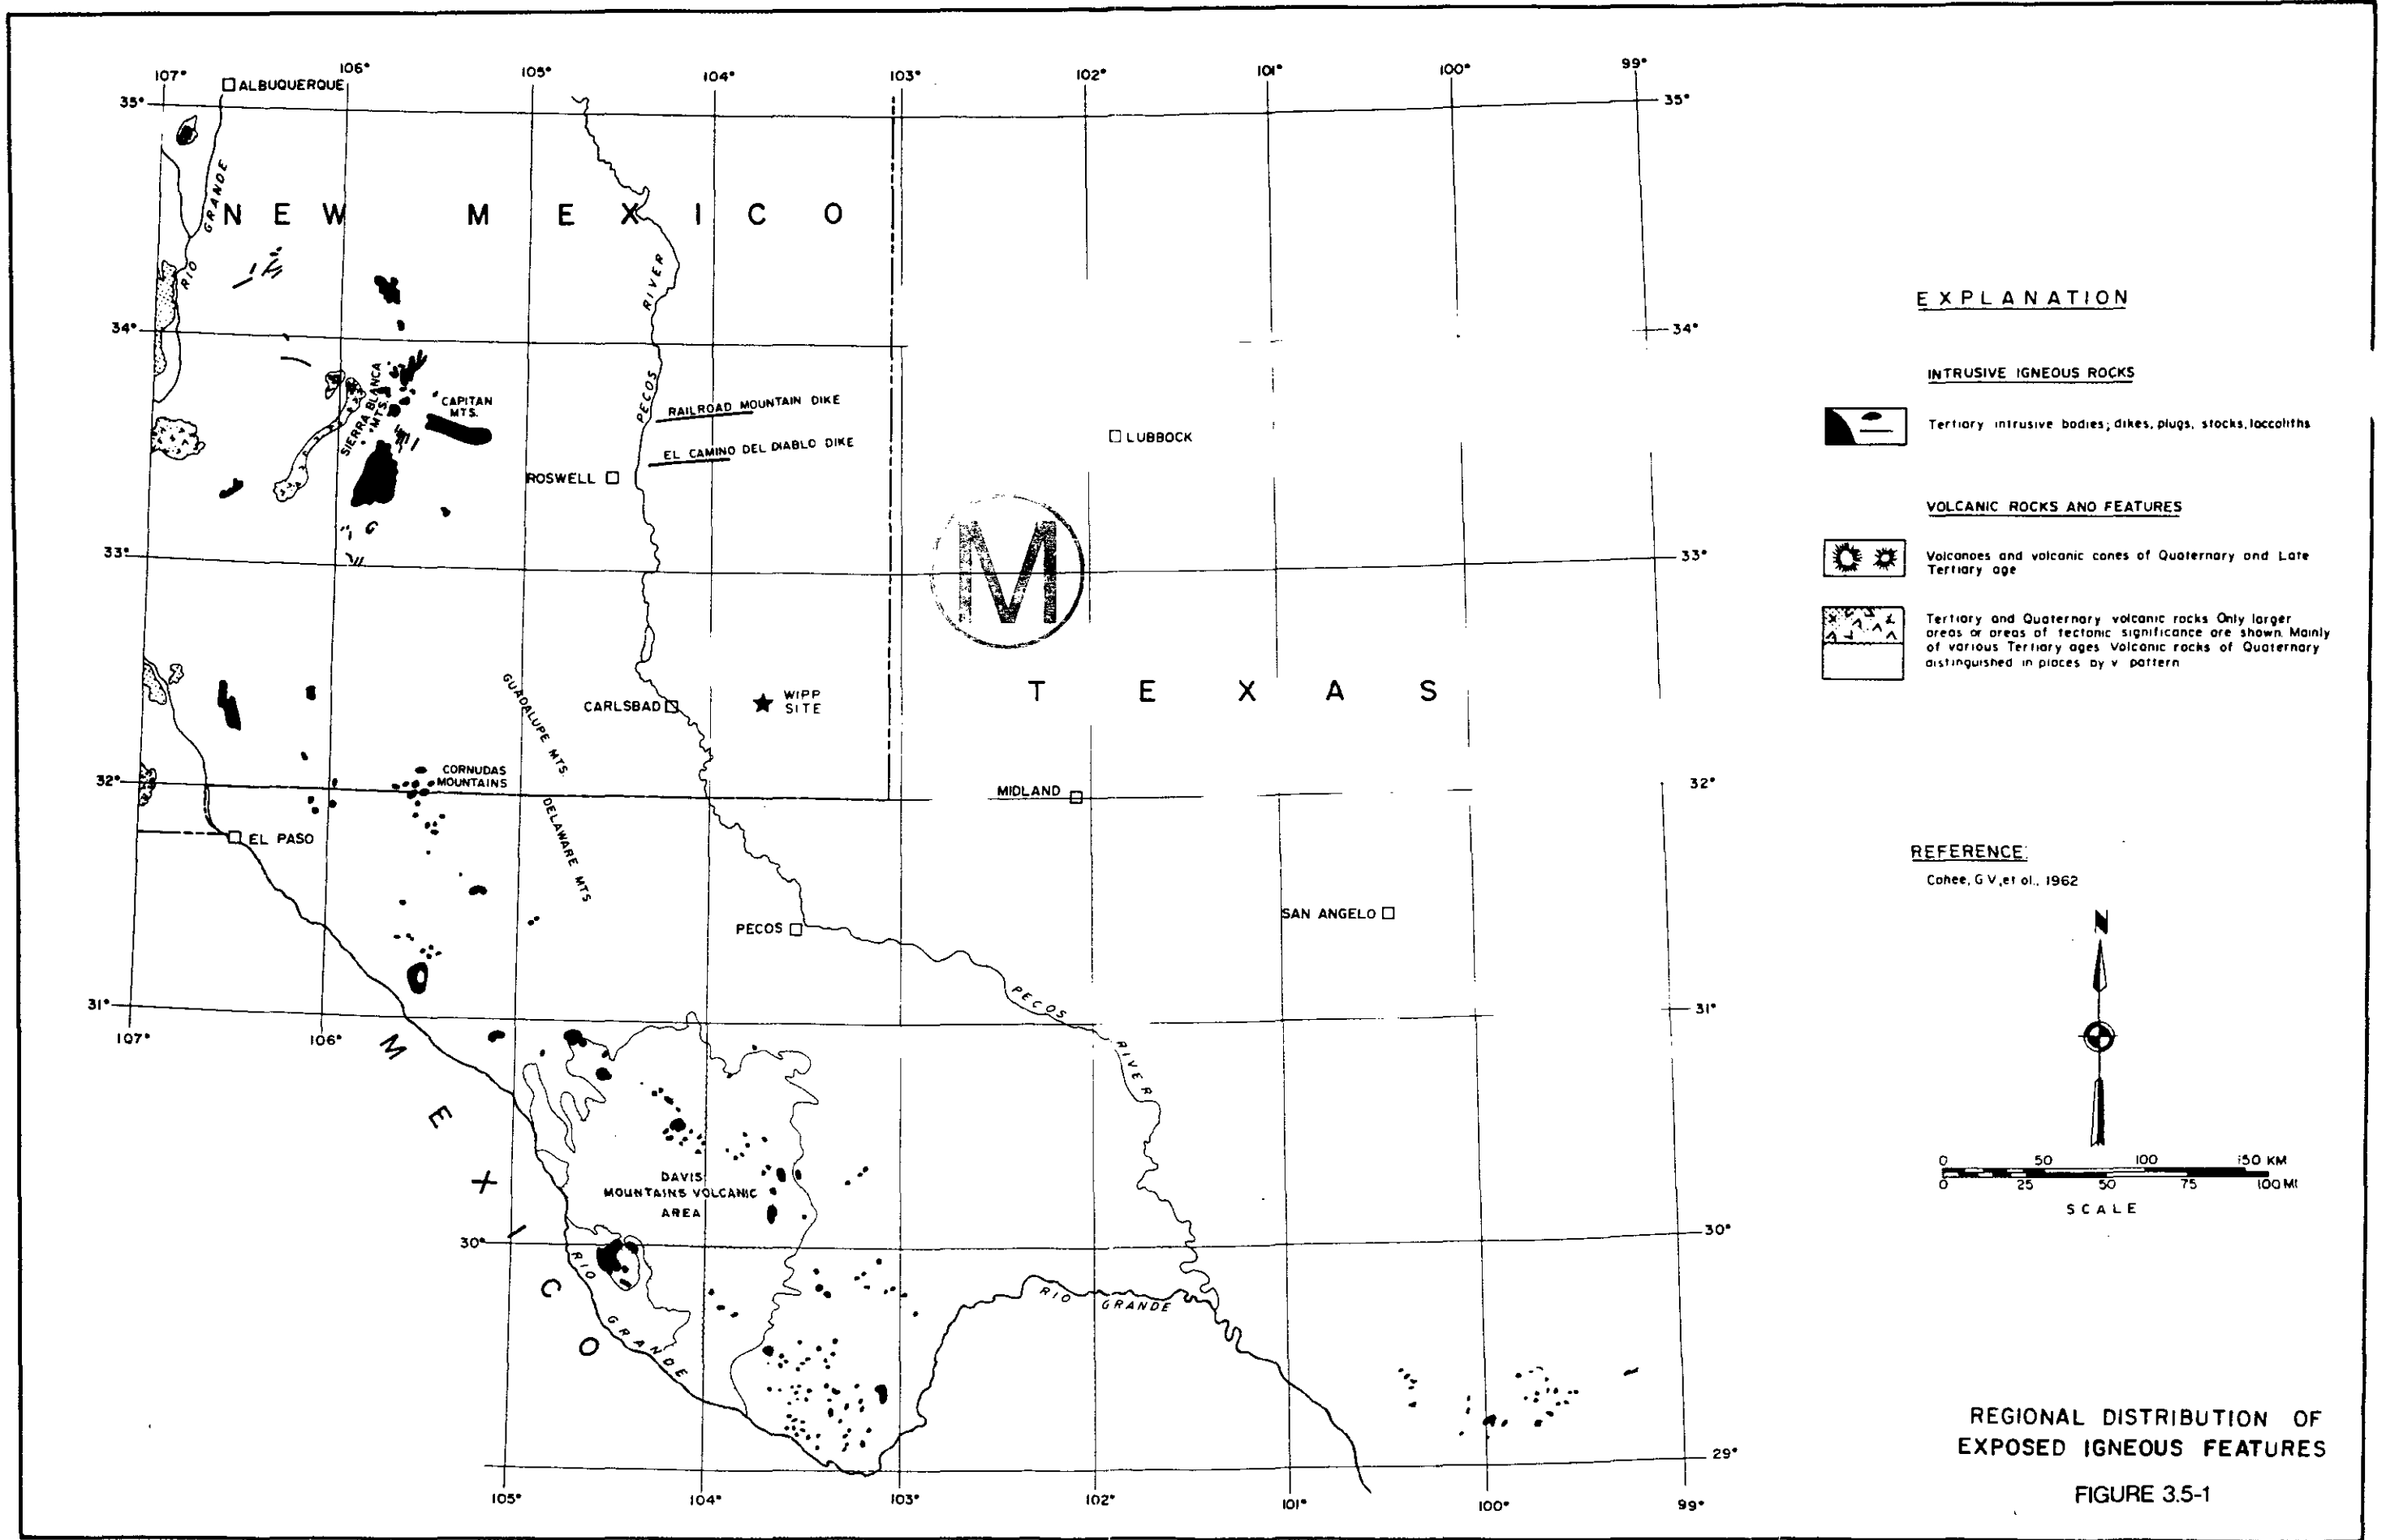 107°
106°
105°
104°
103°
102°
101°
100°
99°
ALBUQUERQUE
35°
35°
RIO GRANDE
NEW MEXICO
PECOS RIVER
34°
34°
SIERRA BLANCA
MTS.
CAPITAN
MTS.
RAILROAD MOUNTAIN DIKE
EL CAMINO DEL DIABLO DIKE
ROSWELL
LUBBOCK
M
33°
33°
GUADALUPE MTS.
CARLSBAD
WIPP
SITE
TEXAS
CORNUDAS
MOUNTAINS
32°
32°
MIDLAND
EL PASO
DELAWARE MTS
PECOS
SAN ANGELO
PECOS RIVER
31°
31°
107°
106°
MEXICO
DAVIS
MOUNTAINS VOLCANIC
AREA
30°
30°
RIO GRANDE
RIO GRANDE
29°
105°
104°
103°
102°
101°
100°
99°
EXPLANATION
INTRUSIVE IGNEOUS ROCKS
Tertiary intrusive bodies; dikes, plugs, stocks, laccoliths
VOLCANIC ROCKS AND FEATURES
Volcanoes and volcanic cones of Quaternary and Late
Tertiary age
Tertiary and Quaternary volcanic rocks Only larger
areas or areas of tectonic significance are shown. Mainly
of various Tertiary ages Volcanic rocks of Quaternary
distinguished in places by v pattern
REFERENCE:
Cohee, G V, et al., 1962
N
0 50 100 150 KM
0 25 50 75 100 MI
SCALE
REGIONAL DISTRIBUTION OF
EXPOSED IGNEOUS FEATURES
FIGURE 3.5-1